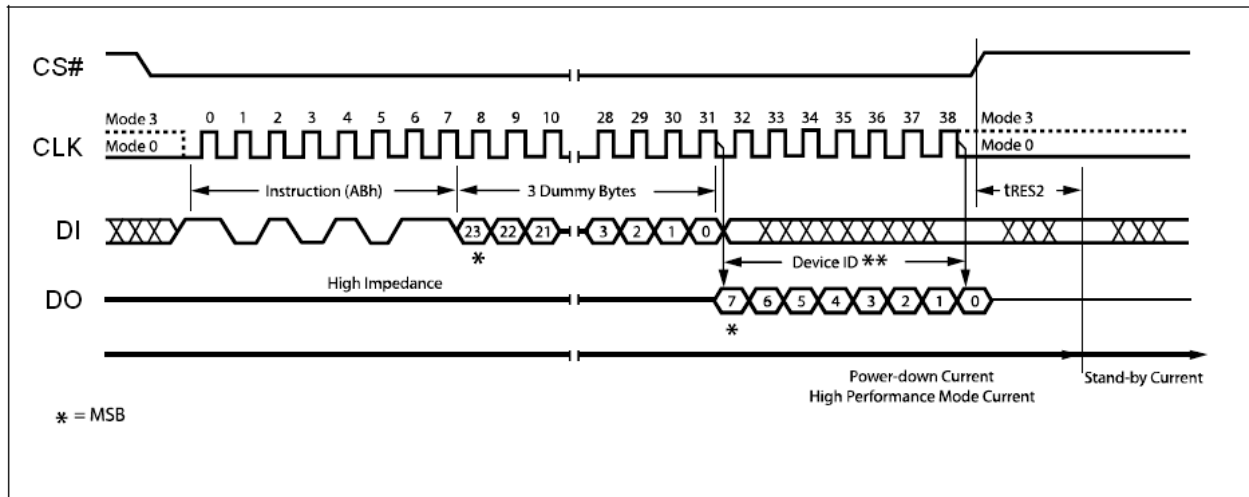 CS#
Mode 3 0 1 2 3 4 5 6 7 8 9 10 28 29 30 31 32 33 34 35 36 37 38 Mode 3
CLK Mode 0 Mode 0
Instruction (ABh) 3 Dummy Bytes tRES2
DI 23 22 21 3 2 1 0
* Device ID **
High Impedance
DO 7 6 5 4 3 2 1 0
*
Power-down Current Stand-by Current
High Performance Mode Current
* = MSB